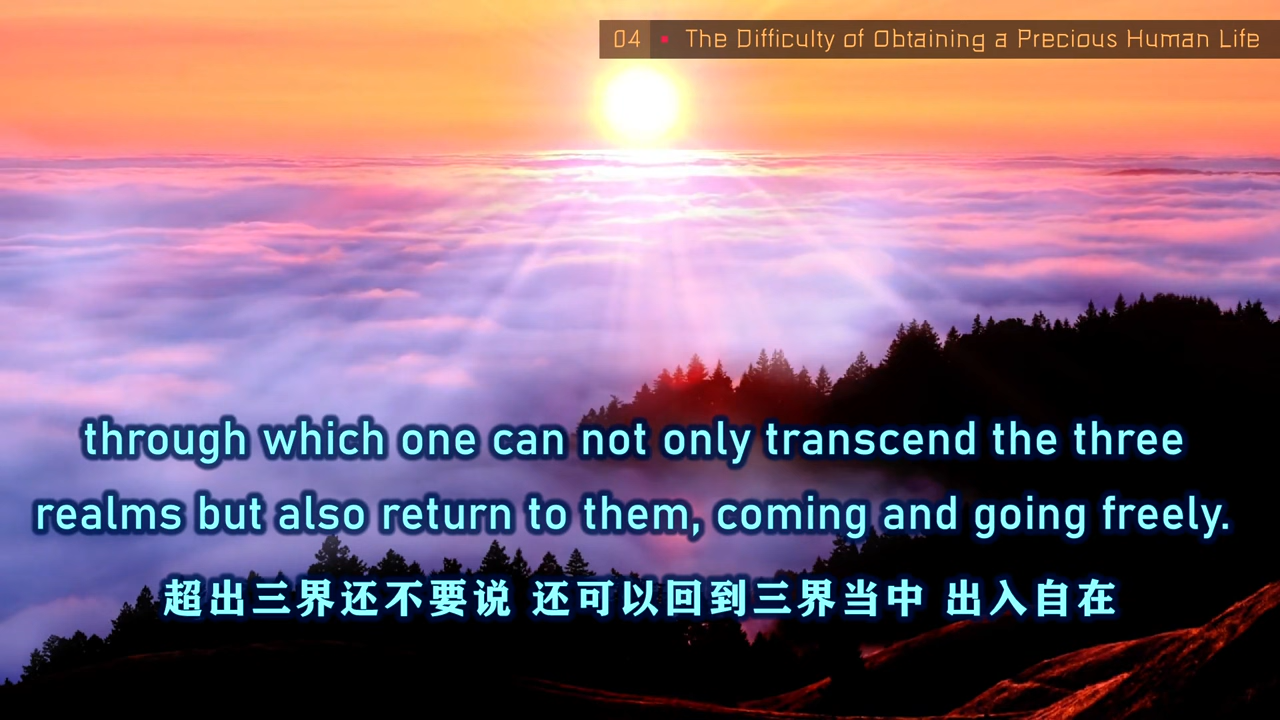 04 • The Difficulty of Obtaining a Precious Human Life
through which one can not only transcend the three
realms but also return to them, coming and going freely.
超出三界还不要说 还可以回到三界当中 出入自在